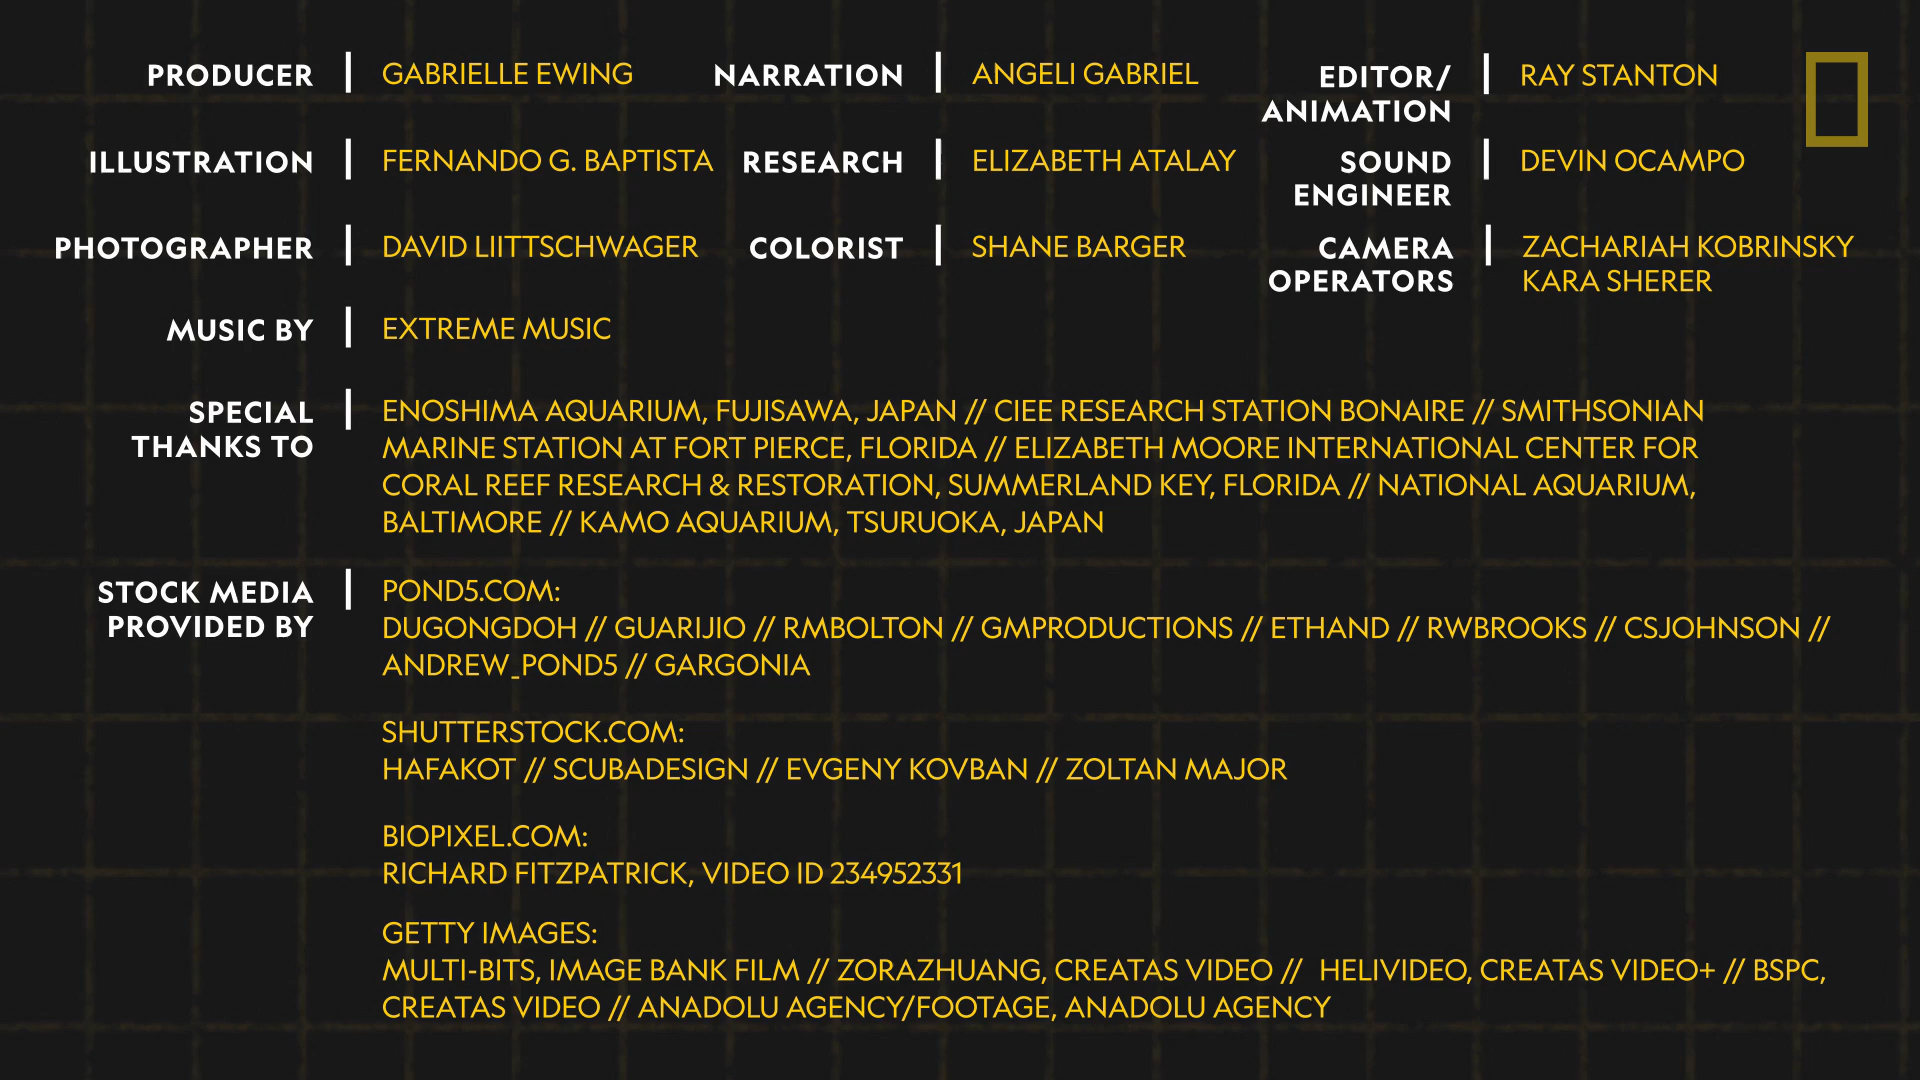 PRODUCER | GABRIELLE EWING
NARRATION | ANGELI GABRIEL
EDITOR/
ANIMATION | RAY STANTON
ILLUSTRATION | FERNANDO G. BAPTISTA
RESEARCH | ELIZABETH ATALAY
SOUND
ENGINEER | DEVIN OCAMPO
PHOTOGRAPHER | DAVID LIITTSCHWAGER
COLORIST | SHANE BARGER
CAMERA
OPERATORS | ZACHARIAH KOBRINSKY
KARA SHERER
MUSIC BY | EXTREME MUSIC
SPECIAL
THANKS TO |
ENOSHIMA AQUARIUM, FUJISAWA, JAPAN // CIEE RESEARCH STATION BONAIRE // SMITHSONIAN
MARINE STATION AT FORT PIERCE, FLORIDA // ELIZABETH MOORE INTERNATIONAL CENTER FOR
CORAL REEF RESEARCH & RESTORATION, SUMMERLAND KEY, FLORIDA // NATIONAL AQUARIUM,
BALTIMORE // KAMO AQUARIUM, TSURUOKA, JAPAN
STOCK MEDIA
PROVIDED BY |
POND5.COM:
DUGONGDOH // GUARIJIO // RMBOLTON // GMPRODUCTIONS // ETHAND // RWBROOKS // CSJOHNSON //
ANDREW_POND5 // GARGONIA
SHUTTERSTOCK.COM:
HAFAKOT // SCUBADESIGN // EVGENY KOVBAN // ZOLTAN MAJOR
BIOPIXEL.COM:
RICHARD FITZPATRICK, VIDEO ID 234952331
GETTY IMAGES:
MULTI-BITS, IMAGE BANK FILM // ZORAZHUANG, CREATAS VIDEO // HELIVIDEO, CREATAS VIDEO+ // BSPC,
CREATAS VIDEO // ANADOLU AGENCY/FOOTAGE, ANADOLU AGENCY